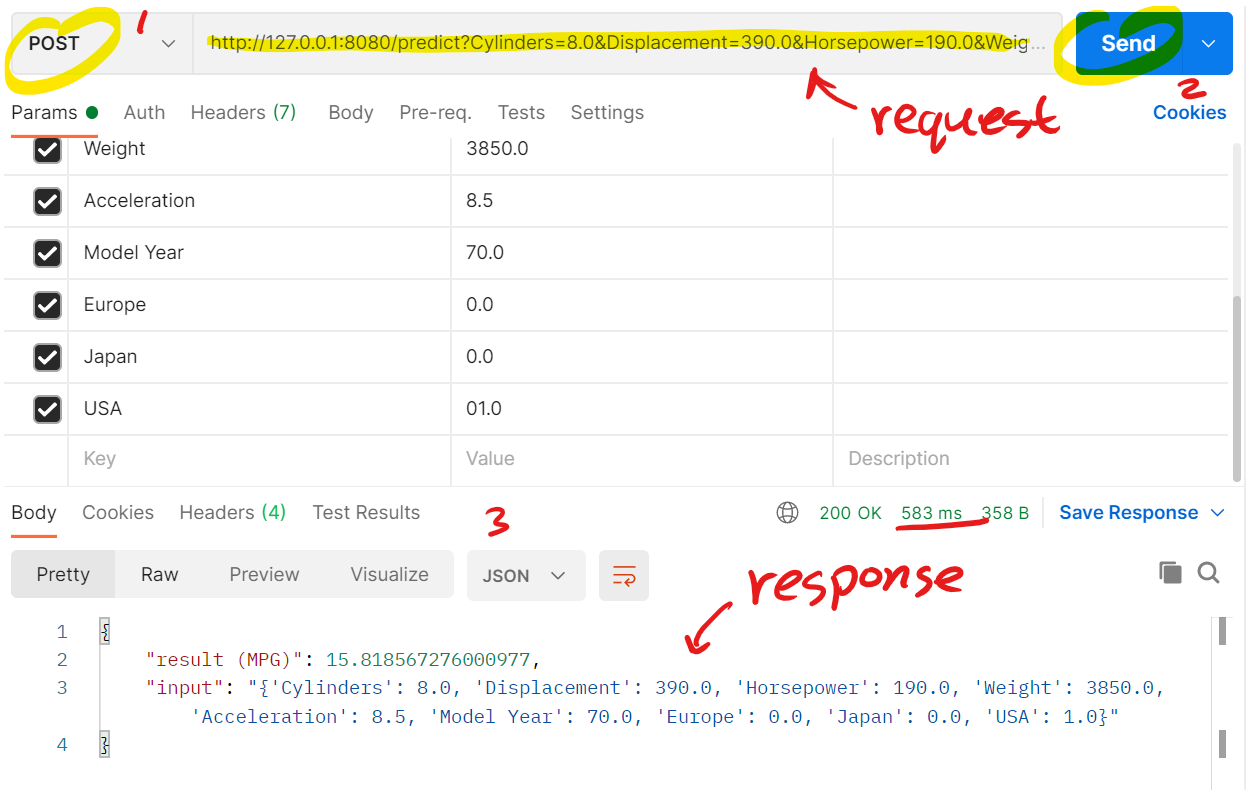 1
POST http://127.0.0.1:8080/predict?Cylinders=8.0&Displacement=390.0&Horsepower=190.0&Weig... Send
request
2
Params Auth Headers (7) Body Pre-req. Tests Settings Cookies
Weight 3850.0
Acceleration 8.5
Model Year 70.0
Europe 0.0
Japan 0.0
USA 01.0
Key Value Description
Body Cookies Headers (4) Test Results 200 OK 583 ms 358 B Save Response
3
Pretty Raw Preview Visualize JSON
response
1 {
2 "result (MPG)": 15.818567276000977,
3 "input": "{'Cylinders': 8.0, 'Displacement': 390.0, 'Horsepower': 190.0, 'Weight': 3850.0,
'Acceleration': 8.5, 'Model Year': 70.0, 'Europe': 0.0, 'Japan': 0.0, 'USA': 1.0}"
4 }